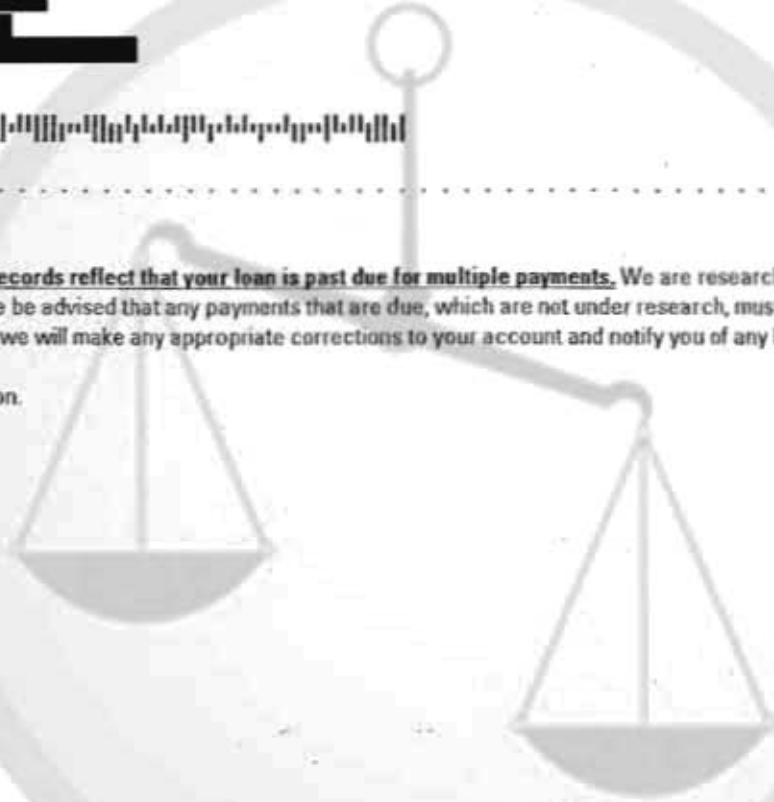 ecords reflect that your loan is past due for multiple payments. We are research
e be advised that any payments that are due, which are not under research, mus
we will make any appropriate corrections to your account and notify you of any
on.